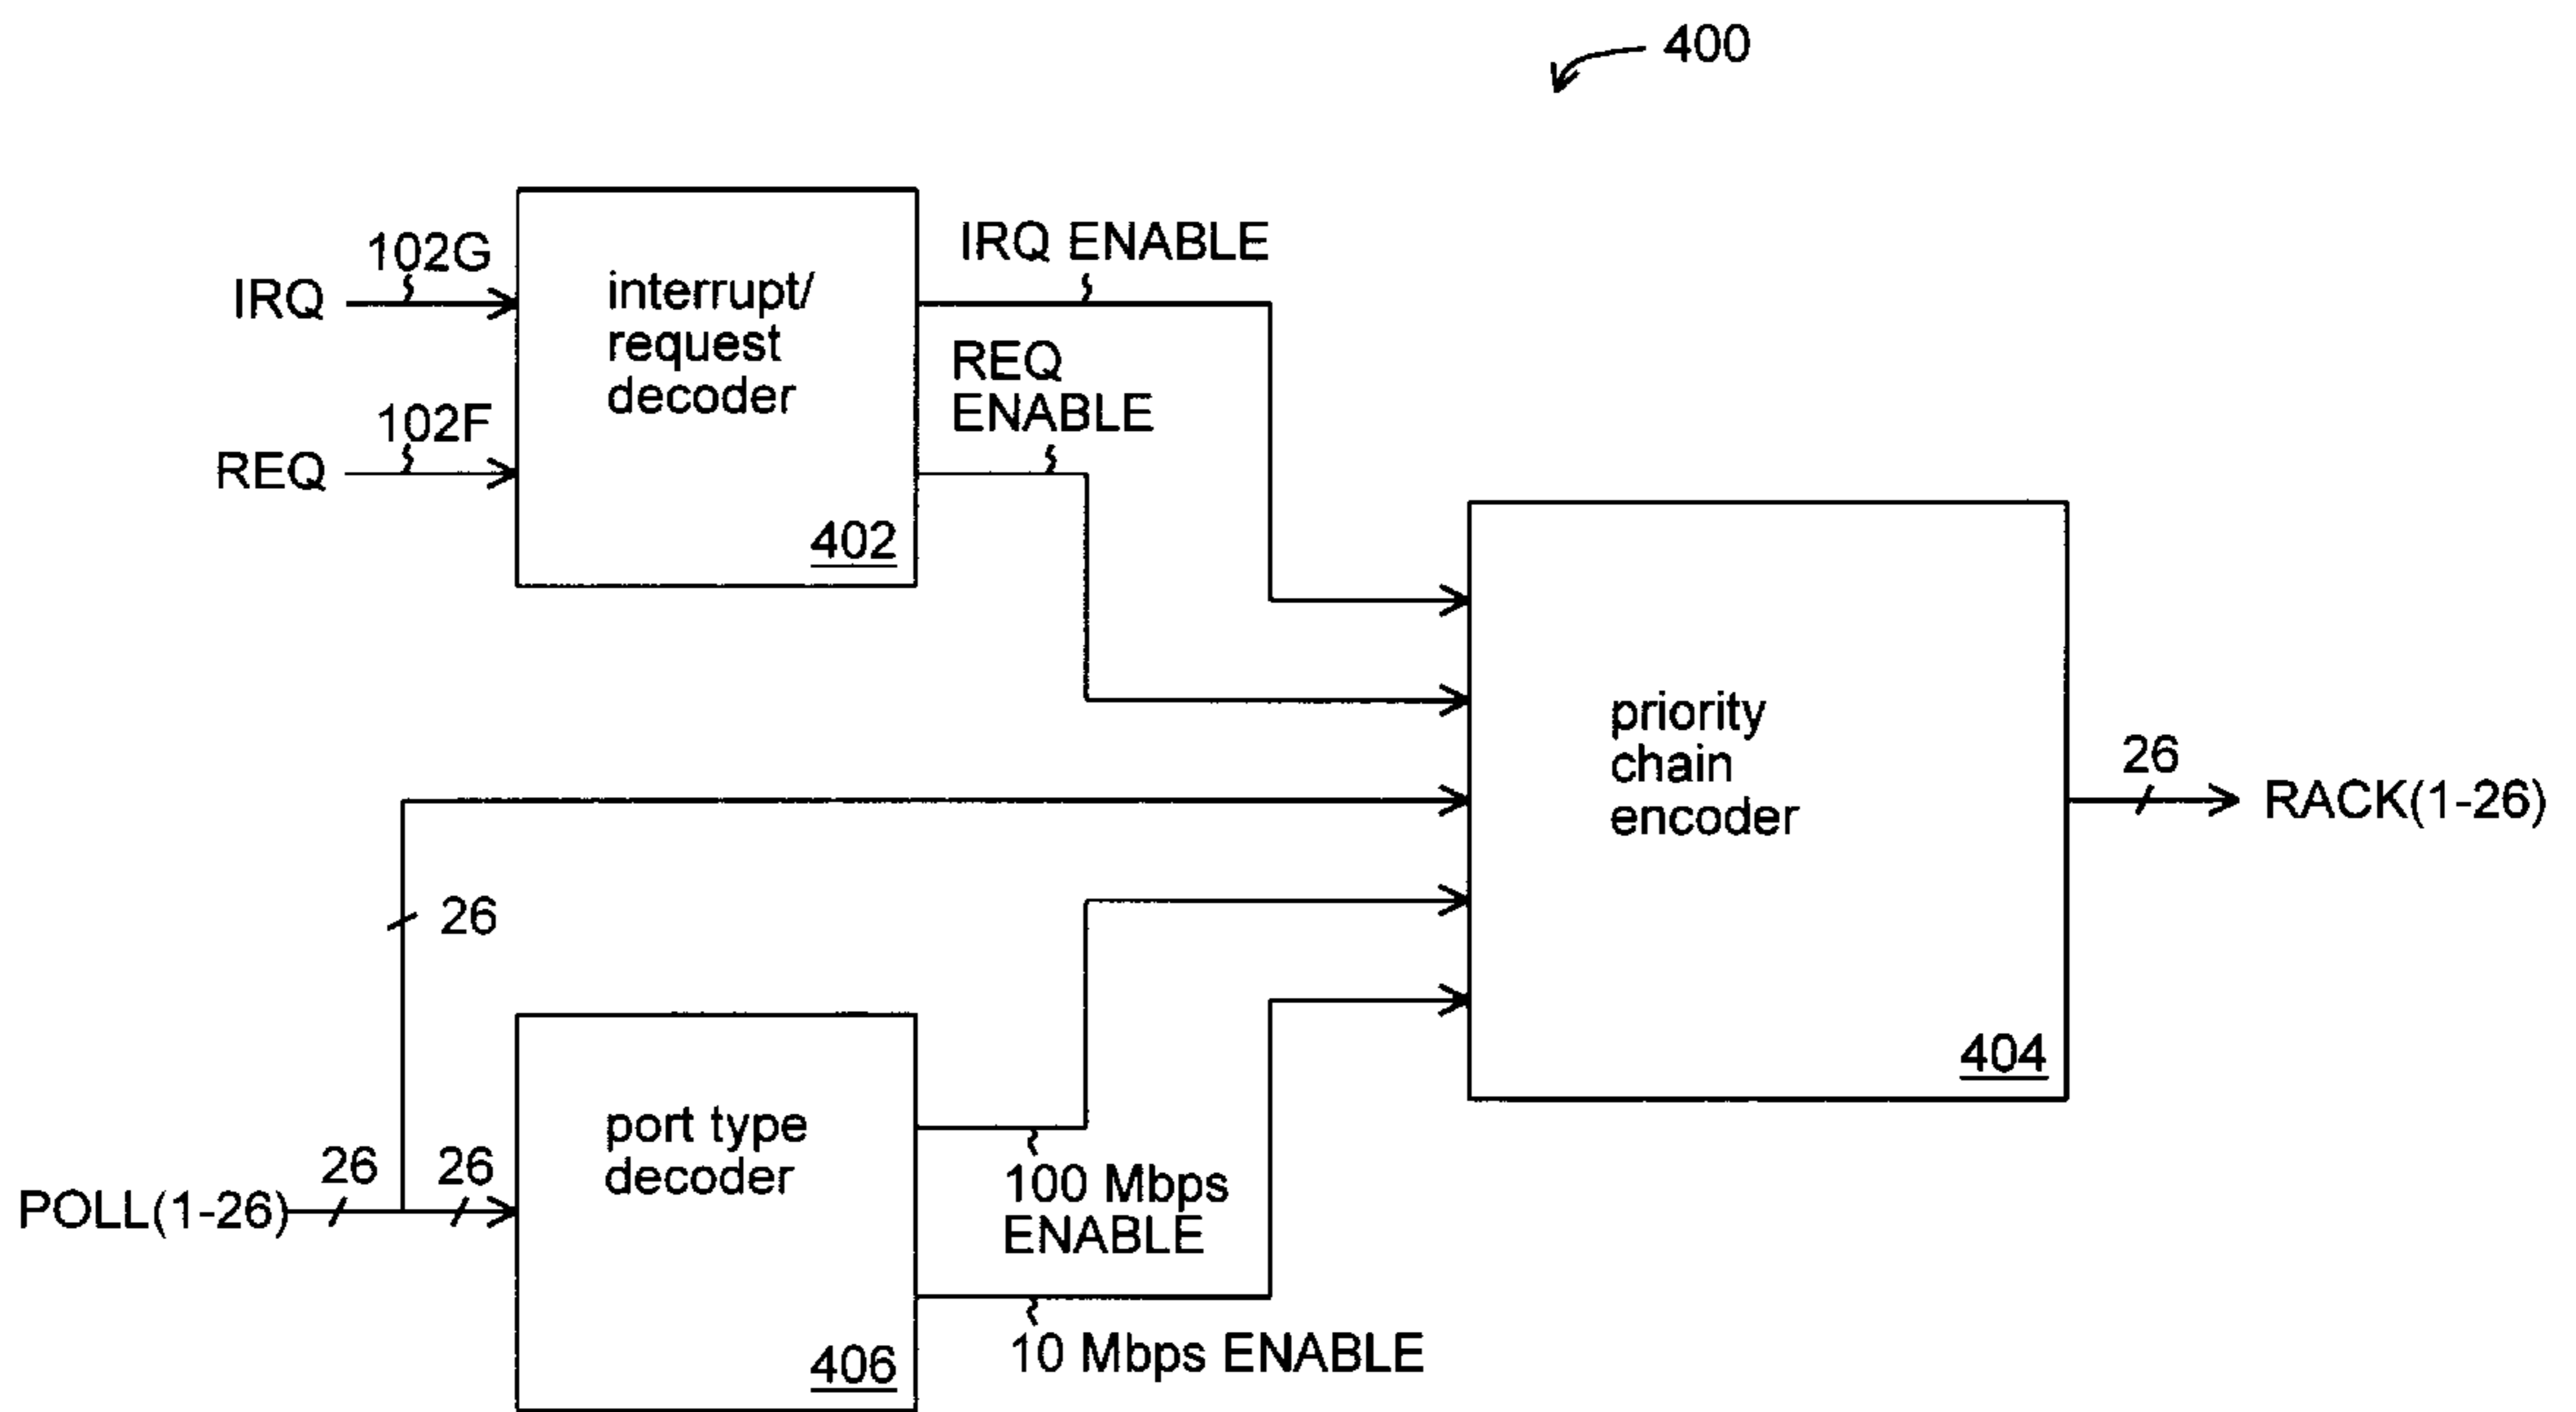 400
102G
IRQ
interrupt/
request
decoder
IRQ ENABLE
REQ
ENABLE
102F
REQ
402
priority
chain
encoder
26
RACK(1-26)
26
404
port type
decoder
26
26
POLL(1-26)
100 Mbps
ENABLE
10 Mbps ENABLE
406